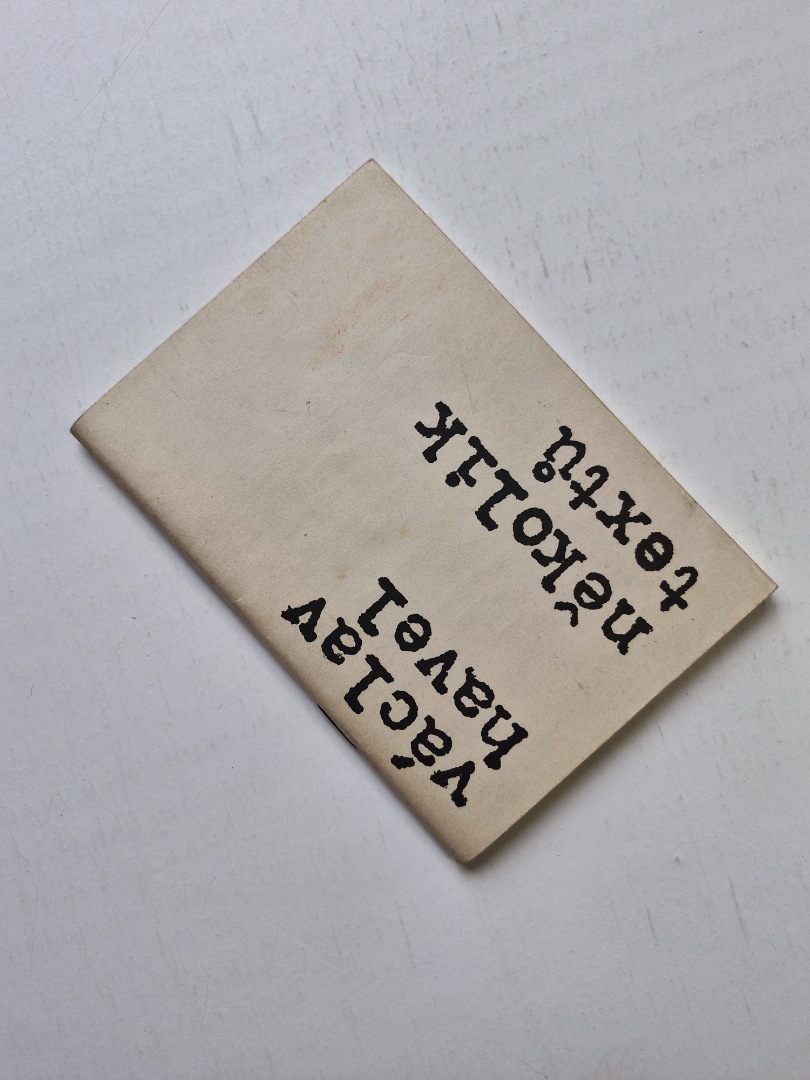 václav
havel
několik
textů